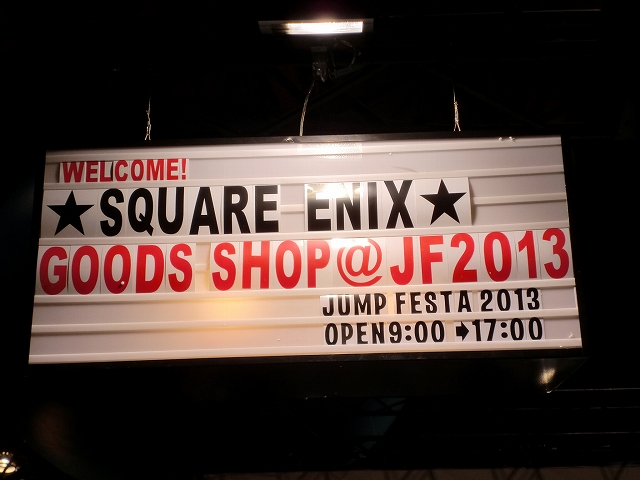 WELCOME!
★SQUARE ENIX★
GOODS SHOP@JF2013
JUMP FESTA 2013
OPEN9:00➔17:00